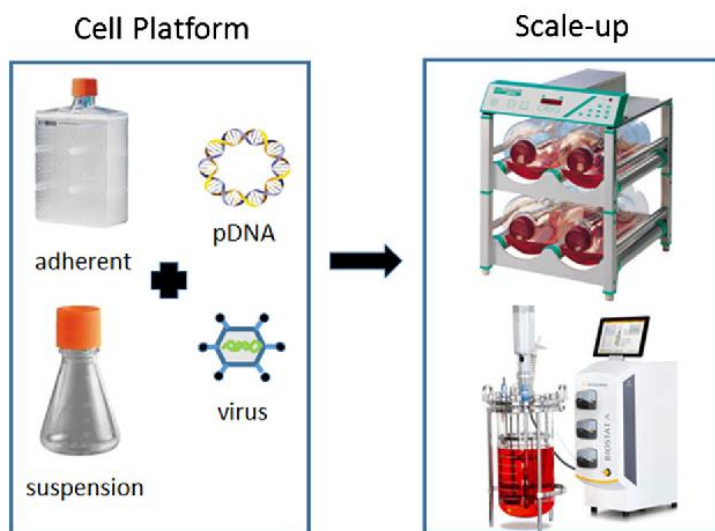 Cell Platform
Scale-up
adherent
pDNA
suspension
virus
BIOSTAT A